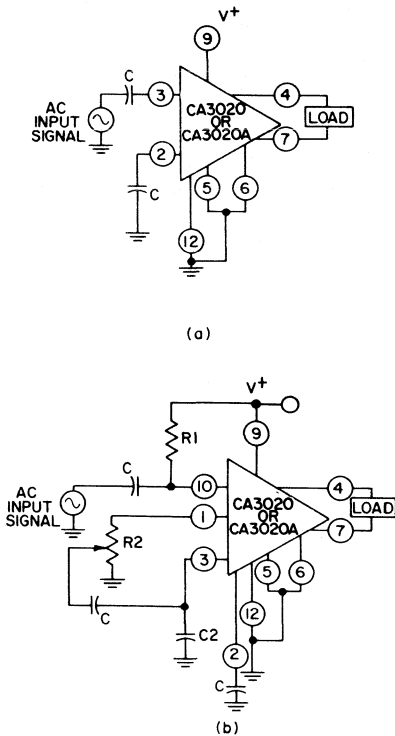 V+
9
C
3
4
AC
INPUT
SIGNAL
CA3020
OR
CA3020A
LOAD
2
7
C
5
6
12
(a)
V+
R1
9
C
10
4
AC
INPUT
SIGNAL
1
CA3020
OR
CA3020A
LOAD
R2
7
3
5
6
C
12
C2
2
C
(b)